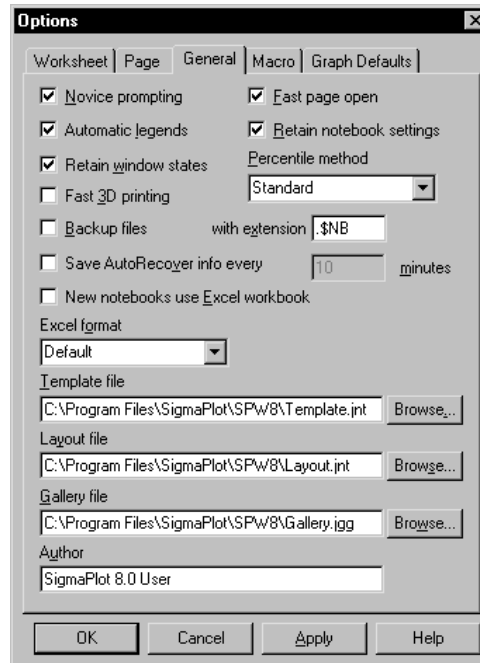 Options
Worksheet Page General Macro Graph Defaults
Novice prompting Fast page open
Automatic legends Retain notebook settings
Retain window states Percentile method
Fast 3D printing Standard
Backup files with extension .$NB
Save AutoRecover info every 10 minutes
New notebooks use Excel workbook
Excel format
Default
Template file
C:\Program Files\SigmaPlot\SPW8\Template.jnt Browse...
Layout file
C:\Program Files\SigmaPlot\SPW8\Layout.jnt Browse...
Gallery file
C:\Program Files\SigmaPlot\SPW8\Gallery.jgg Browse...
Author
SigmaPlot 8.0 User
OK Cancel Apply Help